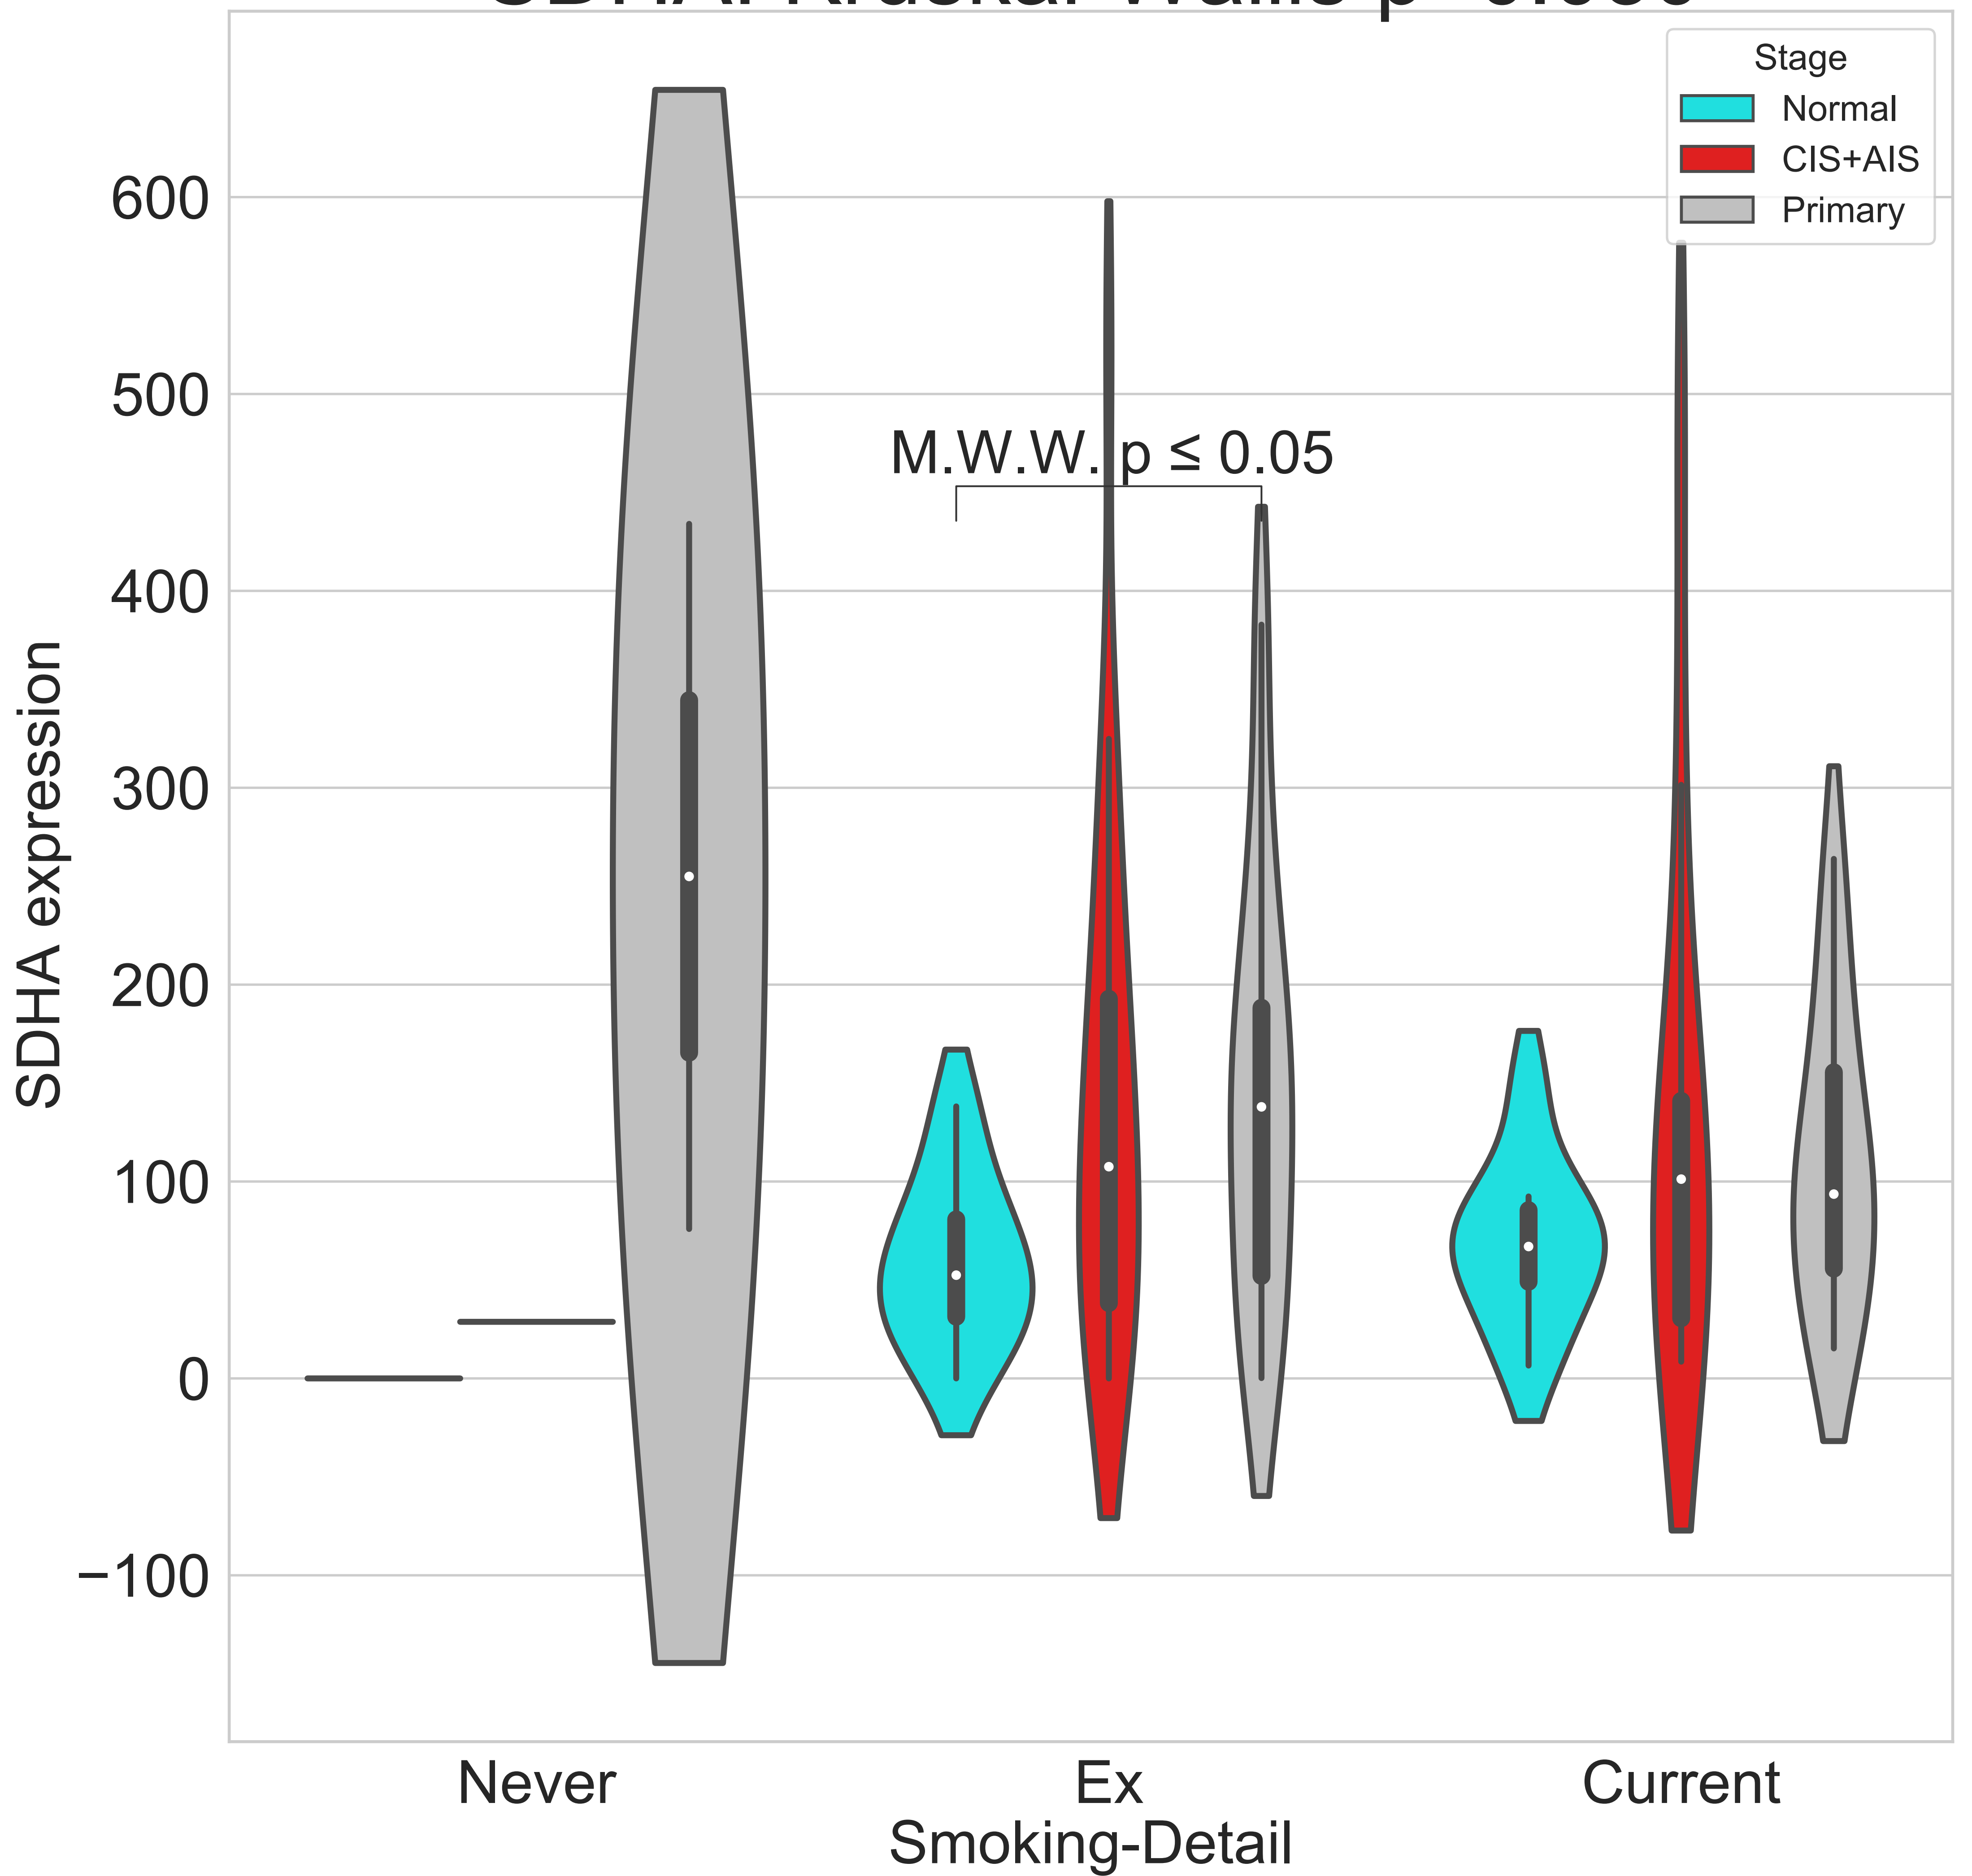 Stage
Normal
CIS+AIS
Primary
600
500
400
300
200
100
0
−100
SDHA expression
M.W.W. p ≤ 0.05
Never
Ex
Current
Smoking-Detail